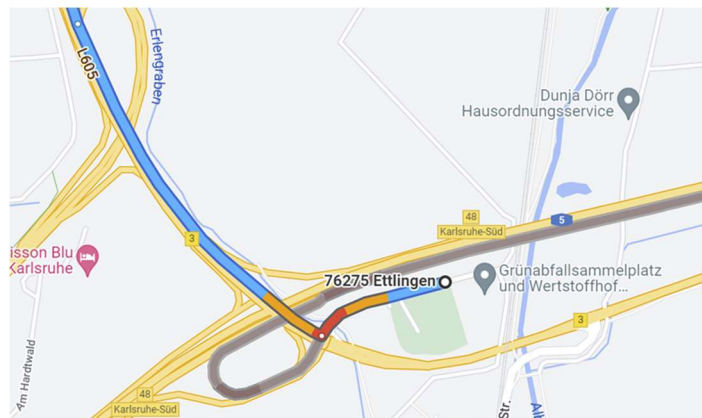 L605
Erlengraben
Dunja Dörr
Hausordnungsservice
5
48
Karlsruhe-Süd
3
isson Blu
Karlsruhe
76275 Ettlingen
Grünabfallsammelplatz
und Wertstoffhof...
3
Am Hardtwald
48
Karlsruhe-Süd
Str.